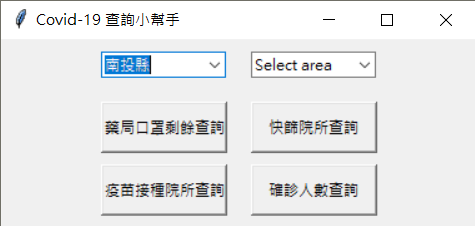 Covid-19 查詢小幫手
南投縣 Select area
藥局口罩剩餘查詢 快篩院所查詢
疫苗接種院所查詢 確診人數查詢